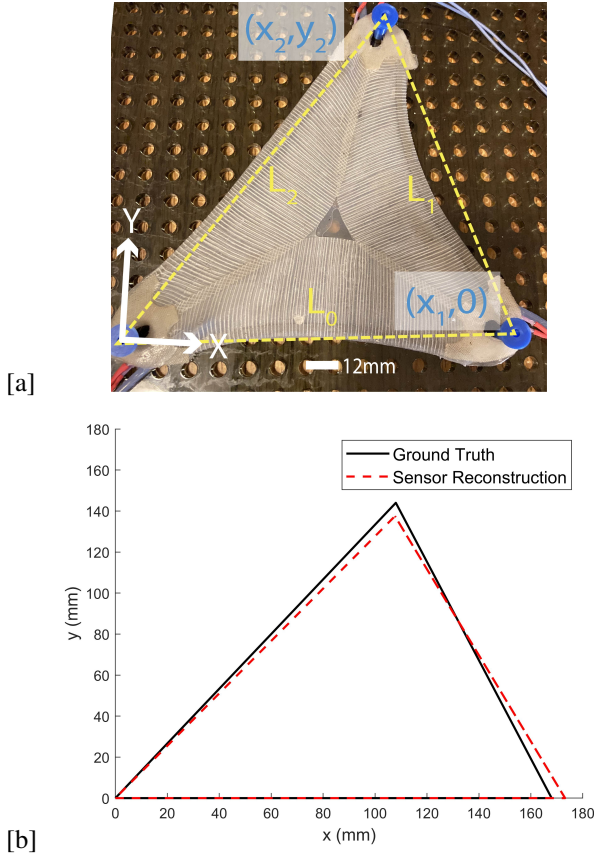 (x2,y2)
L2
L1
Y
(x1,0)
L0
X
12mm
[a]
180
160
140
120
100
80
60
40
20
0
y (mm)
Ground Truth
Sensor Reconstruction
0 20 40 60 80 100 120 140 160 180
x (mm)
[b]